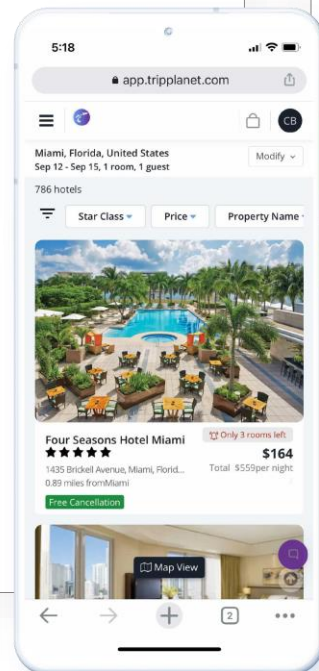 5:18
app.tripplanet.com
CB
Miami, Florida, United States
Sep 12 - Sep 15, 1 room, 1 guest
Modify
786 hotels
Star Class
Price
Property Name
Four Seasons Hotel Miami
Only 3 rooms left
$164
1435 Brickell Avenue, Miami, Florid...
Total $559per night
0.89 miles fromMiami
Free Cancellation
Map View
2